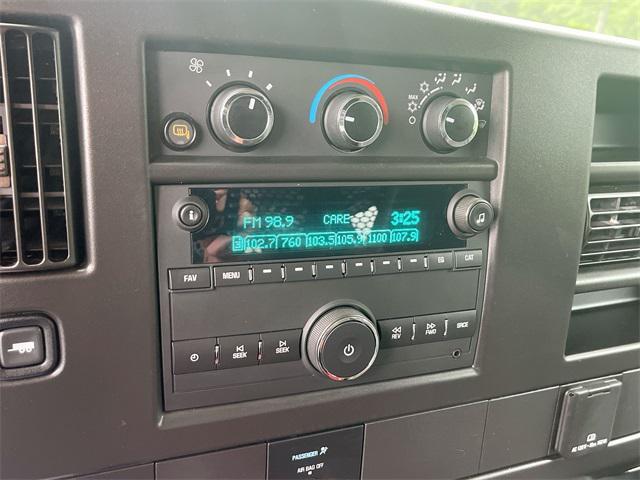 MAX
FM 98.9 CARE 3:25
102.7 760 103.5 105.9 1100 107.9
FAV MENU EQ CAT
SEEK SEEK REV FWD SRCE
PASSENGER
AIR BAG OFF